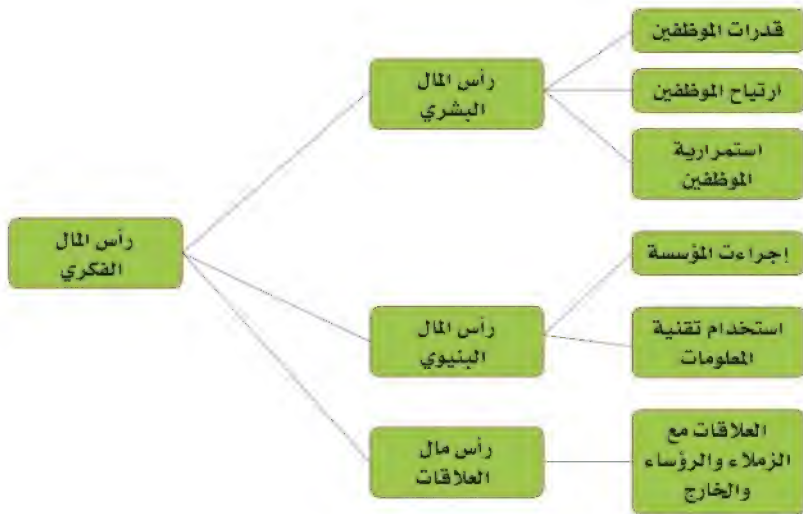 قدرات الموظفين
رأس المال
البشري
ارتياح الموظفين
استمرارية
الموظفين
رأس المال
الفكري
إجراءت المؤسسة
رأس المال
البنيوي
استخدام تقنية
المعلومات
رأس مال
العلاقات
العلاقات مع
الزملاء والرؤساء
والخارج